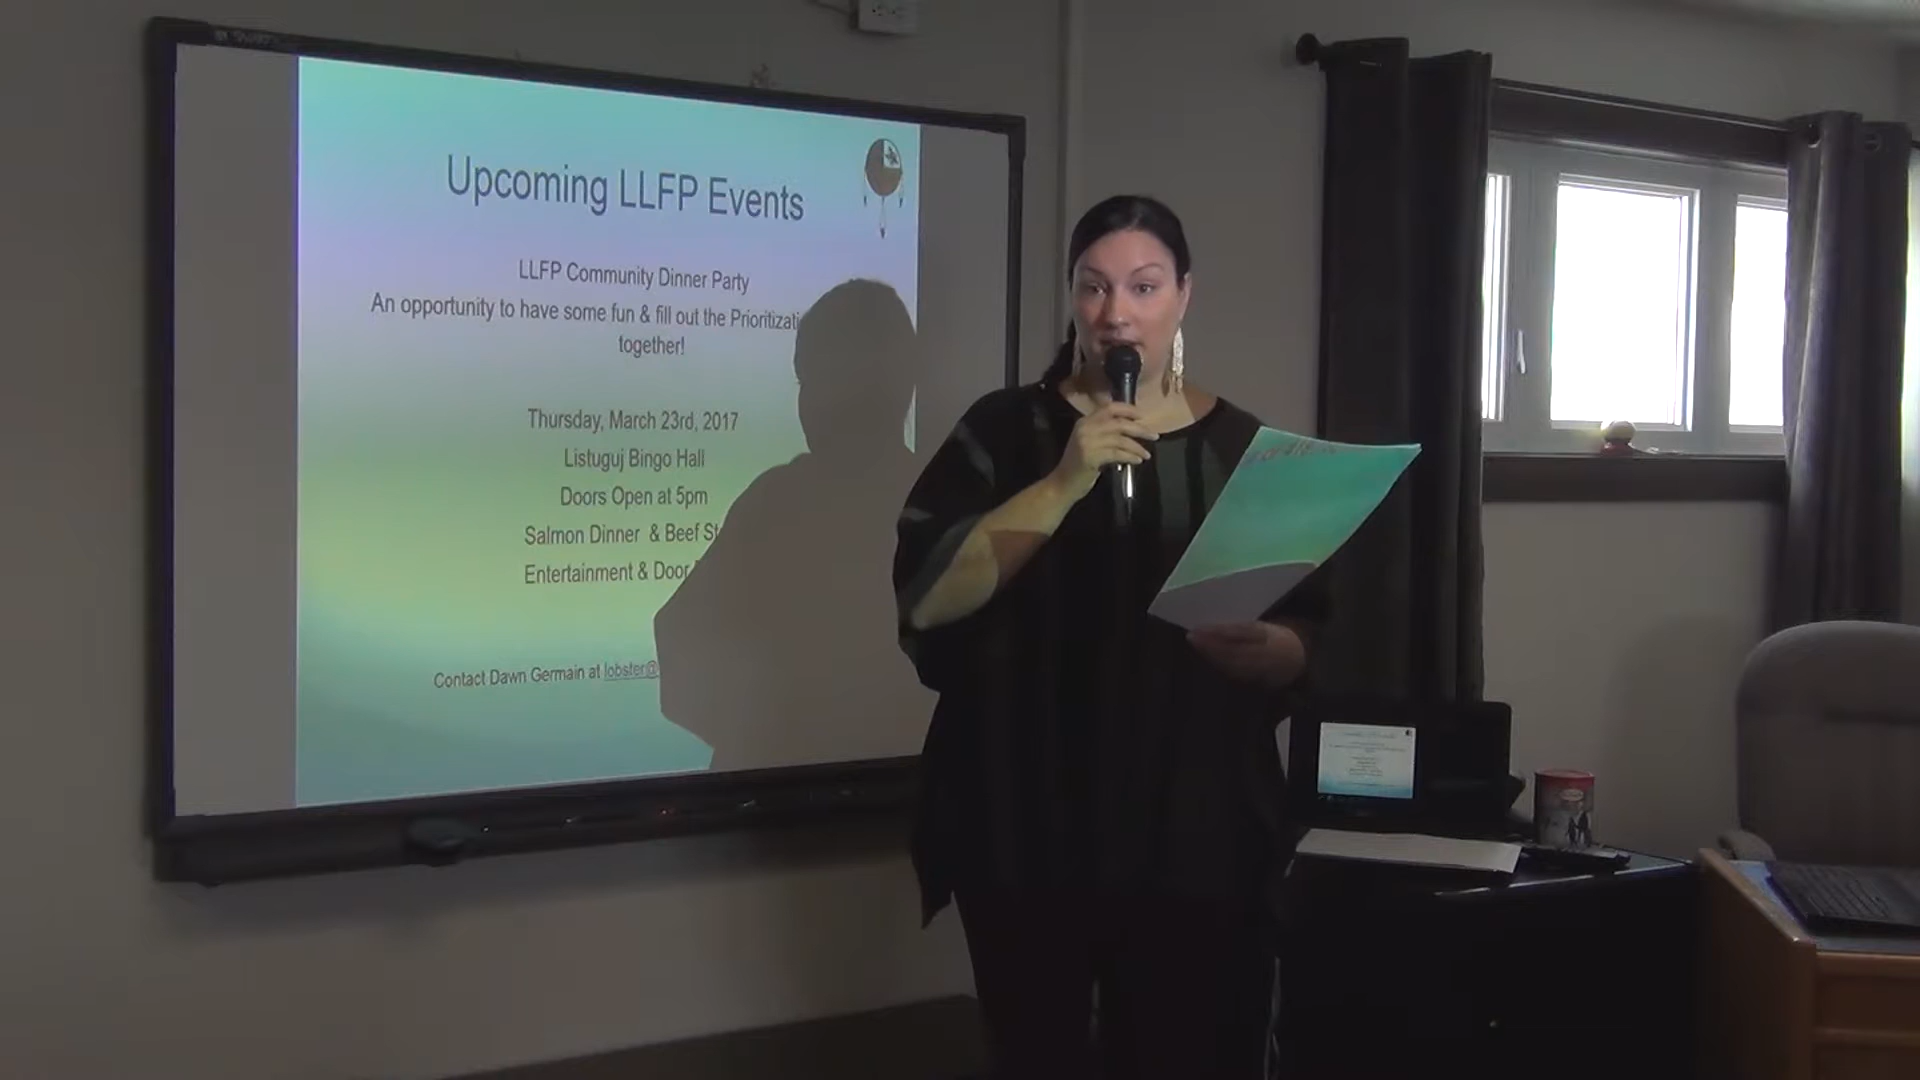 Upcoming LLFP Events
LLFP Community Dinner Party
An opportunity to have some fun & fill out the
together!
Thursday, March 23rd, 2017
Listuguj Bingo Hall
Doors Open at 5pm
Salmon Dinner & Beef
Entertainment & Door
Contact Dawn Germain at lobster@